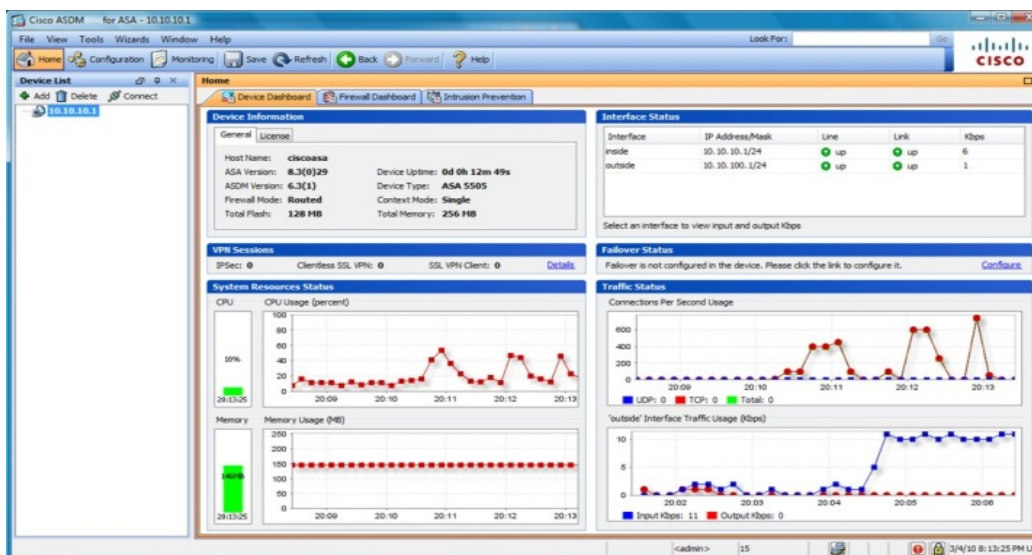 Cisco ASDM for ASA - 10.10.10.1
File View Tools Wizards Window Help
Look For:
Go
Home Configuration Monitoring Save Refresh Back Forward Help
CISCO
Device List
Add Delete Connect
10.10.10.1
Home
Device Dashboard Firewall Dashboard Intrusion Prevention
Device Information
General License
Host Name: ciscoasa
ASA Version: 8.3(0)29 Device Uptime: 0d 0h 12m 49s
ASDM Version: 6.3(1) Device Type: ASA 5505
Firewall Mode: Routed Context Mode: Single
Total Flash: 128 MB Total Memory: 256 MB
Interface Status
Interface IP Address/Mask Line Link Kbps
inside 10.10.10.1/24 up up 6
outside 10.10.100.1/24 up up 1
Select an interface to view input and output Kbps
VPN Sessions
IPSec: 0 Clientless SSL VPN: 0 SSL VPN Client: 0 Details
Failover Status
Failover is not configured in the device. Please click the link to configure it. Configure
System Resources Status
CPU CPU Usage (percent)
100
80
60
40
20
0
10%
20:13:25
20:09 20:10 20:11 20:12 20:13
Memory Memory Usage (MB)
250
200
150
100
50
0
146MB
20:13:25
20:09 20:10 20:11 20:12 20:13
Traffic Status
Connections Per Second Usage
600
400
200
0
20:09 20:10 20:11 20:12 20:13
UDP: 0 TCP: 0 Total: 0
'outside' Interface Traffic Usage (Kbps)
10
5
0
20:02 20:03 20:04 20:05 20:06
Input Kbps: 11 Output Kbps: 0
<admin> 15 3/4/10 8:13:25 PM U